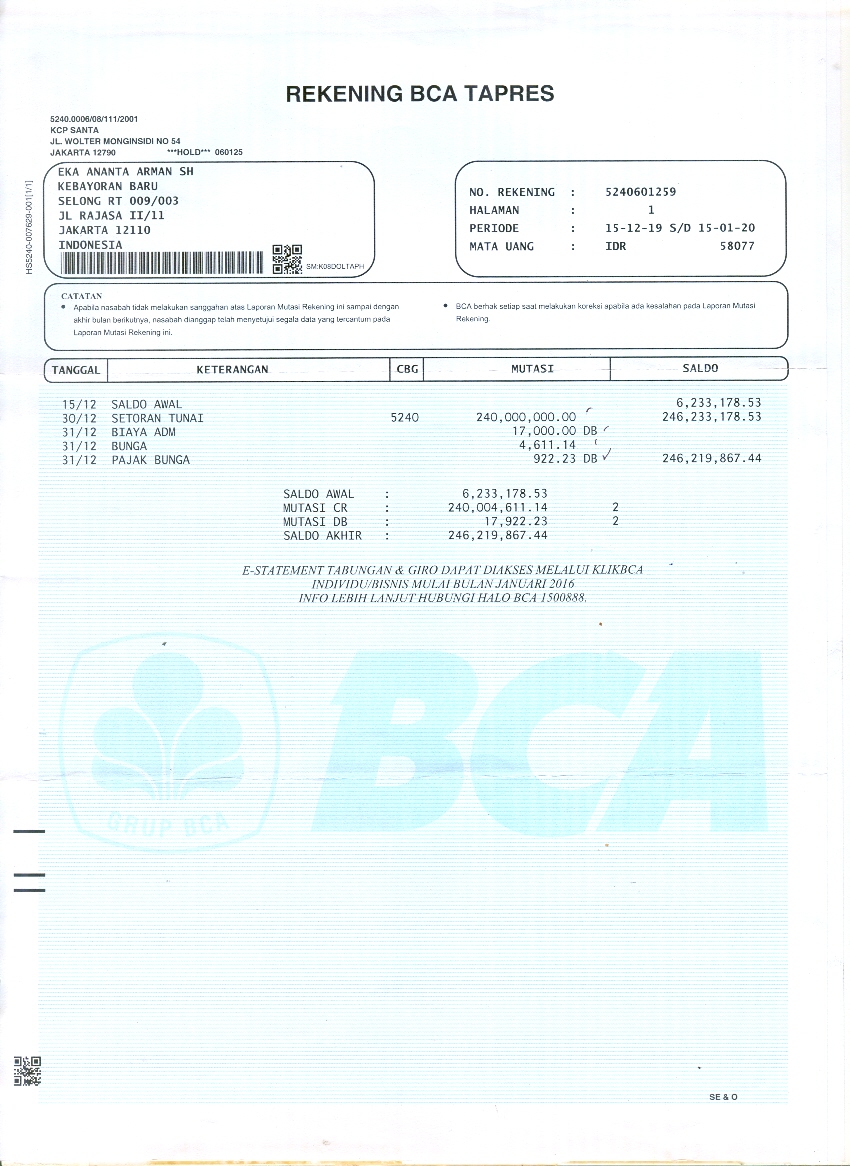 REKENING BCA TAPRES
5240.0006/08/111/2001
KCP SANTA
JL. WOLTER MONGINSIDI NO 54
JAKARTA 12790 ***HOLD*** 060125
EKA ANANTA ARMAN SH
KEBAYORAN BARU
SELONG RT 009/003
JL RAJASA II/11
JAKARTA 12110
INDONESIA
SM:K08DOLTAPH
HS5240-007629-001[1/1]
NO. REKENING : 5240601259
HALAMAN : 1
PERIODE : 15-12-19 S/D 15-01-20
MATA UANG : IDR 58077
CATATAN
• Apabila nasabah tidak melakukan sanggahan atas Laporan Mutasi Rekening ini sampai dengan
akhir bulan berikutnya, nasabah dianggap telah menyetujui segala data yang tercantum pada
Laporan Mutasi Rekening ini.
• BCA berhak setiap saat melakukan koreksi apabila ada kesalahan pada Laporan Mutasi
Rekening.
TANGGAL KETERANGAN CBG MUTASI SALDO
15/12 SALDO AWAL 6,233,178.53
30/12 SETORAN TUNAI 5240 240,000,000.00 246,233,178.53
31/12 BIAYA ADM 17,000.00 DB
31/12 BUNGA 4,611.14
31/12 PAJAK BUNGA 922.23 DB 246,219,867.44
SALDO AWAL : 6,233,178.53
MUTASI CR : 240,004,611.14 2
MUTASI DB : 17,922.23 2
SALDO AKHIR : 246,219,867.44
E-STATEMENT TABUNGAN & GIRO DAPAT DIAKSES MELALUI KLIKBCA
INDIVIDU/BISNIS MULAI BULAN JANUARI 2016
INFO LEBIH LANJUT HUBUNGI HALO BCA 1500888.
GRUP BCA
BCA
SE & O